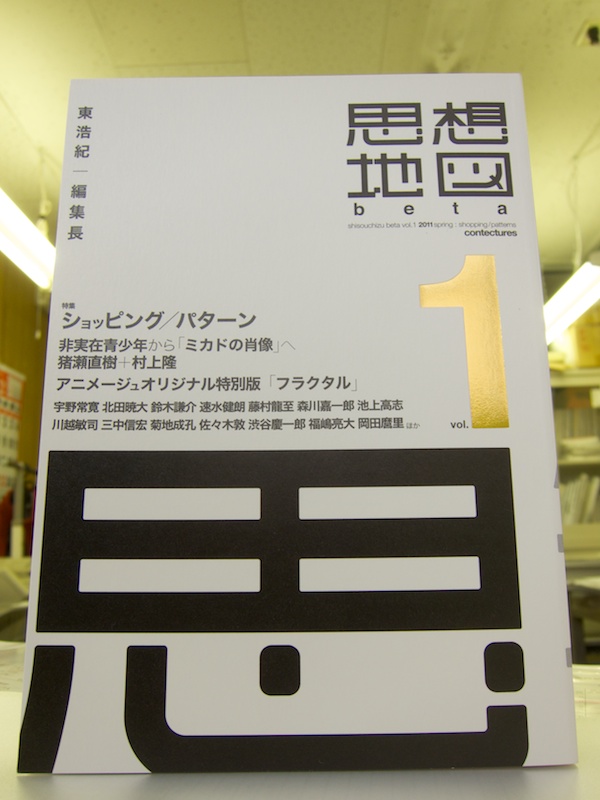 東浩紀|編集長
思想
地図
beta
shisouchizu beta vol.1 2011 spring : shopping/patterns
contectures
特集
ショッピング/パターン
非実在青少年から「ミカドの肖像」へ
猪瀬直樹+村上隆
アニメージュオリジナル特別版「フラクタル」
宇野常寛 北田暁大 鈴木謙介 速水健朗 藤村龍至 森川嘉一郎 池上高志
川越敏司 三中信宏 菊地成孔 佐々木敦 渋谷慶一郎 福嶋亮大 岡田麿里 ほか
vol.
1
思